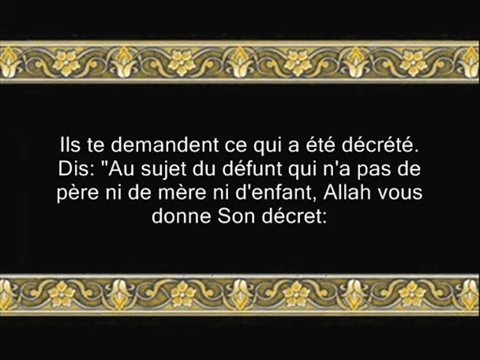 Ils te demandent ce qui a été décrété.
Dis: "Au sujet du défunt qui n'a pas de
père ni de mère ni d'enfant, Allah vous
donne Son décret: